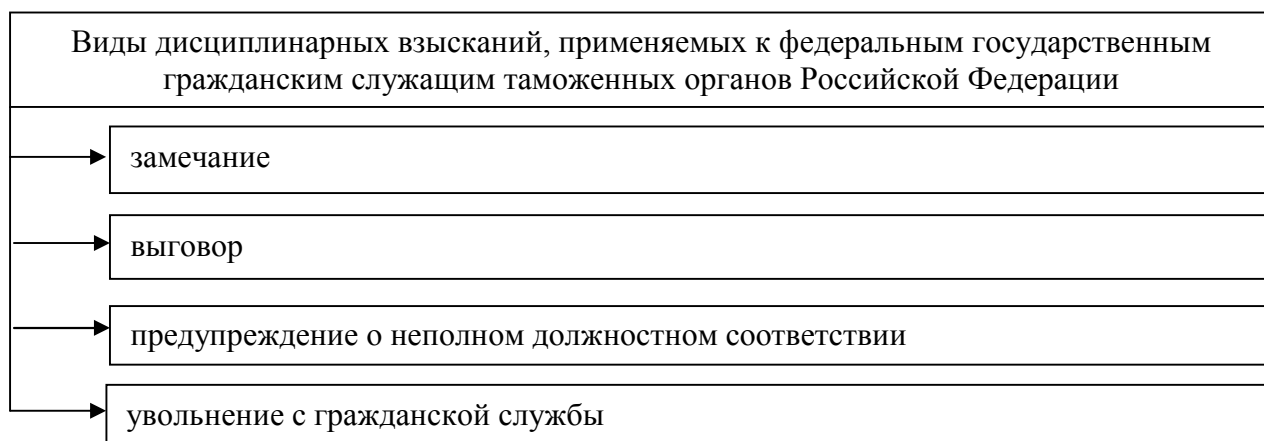 Виды дисциплинарных взысканий, применяемых к федеральным государственным
гражданским служащим таможенных органов Российской Федерации
замечание
выговор
предупреждение о неполном должностном соответствии
увольнение с гражданской службы